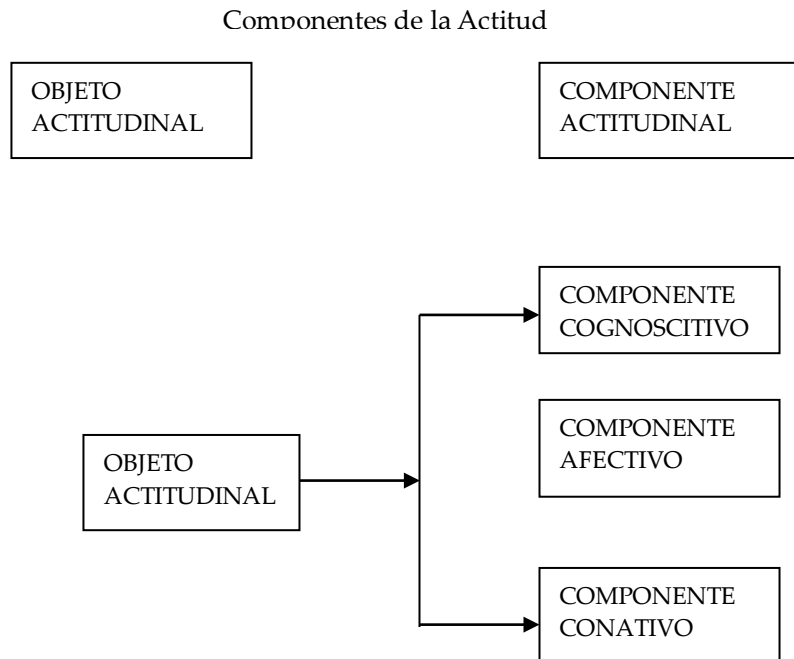 Componentes de la Actitud
OBJETO
ACTITUDINAL
COMPONENTE
ACTITUDINAL
COMPONENTE
COGNOSCITIVO
COMPONENTE
AFECTIVO
OBJETO
ACTITUDINAL
COMPONENTE
CONATIVO